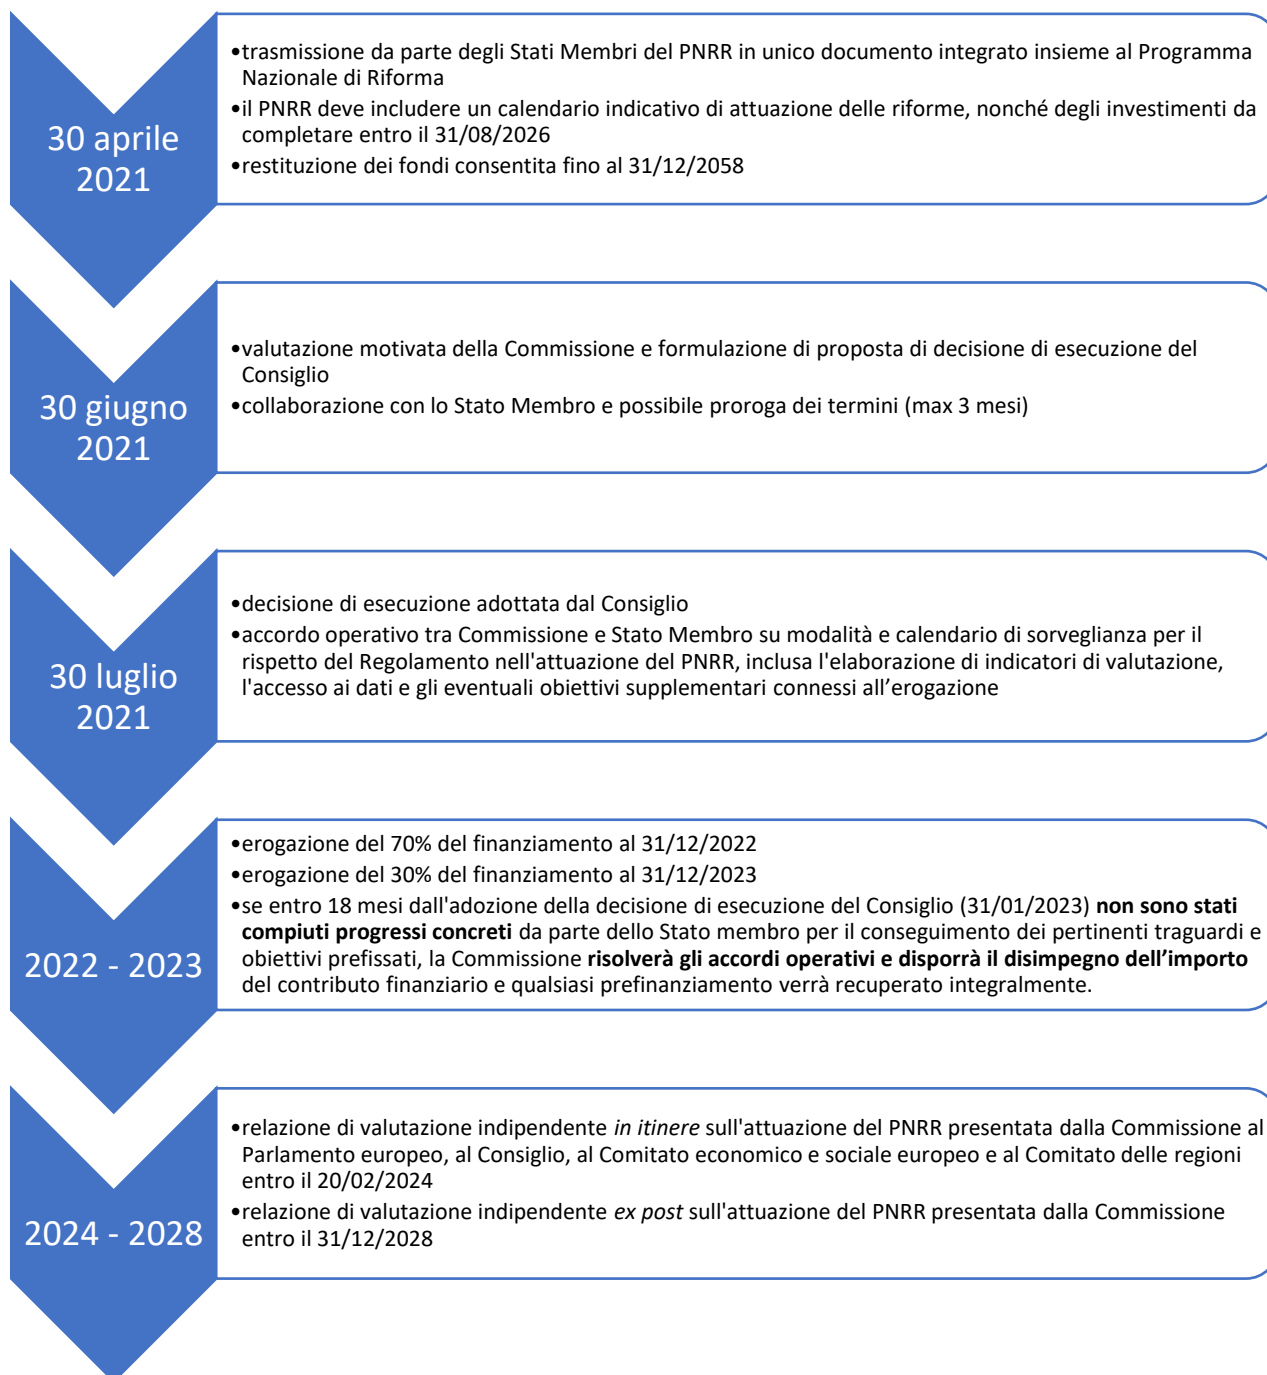 30 aprile
2021
•trasmissione da parte degli Stati Membri del PNRR in unico documento integrato insieme al Programma
Nazionale di Riforma
•il PNRR deve includere un calendario indicativo di attuazione delle riforme, nonché degli investimenti da
completare entro il 31/08/2026
•restituzione dei fondi consentita fino al 31/12/2058
30 giugno
2021
•valutazione motivata della Commissione e formulazione di proposta di decisione di esecuzione del
Consiglio
•collaborazione con lo Stato Membro e possibile proroga dei termini (max 3 mesi)
30 luglio
2021
•decisione di esecuzione adottata dal Consiglio
•accordo operativo tra Commissione e Stato Membro su modalità e calendario di sorveglianza per il
rispetto del Regolamento nell'attuazione del PNRR, inclusa l'elaborazione di indicatori di valutazione,
l'accesso ai dati e gli eventuali obiettivi supplementari connessi all’erogazione
2022 - 2023
•erogazione del 70% del finanziamento al 31/12/2022
•erogazione del 30% del finanziamento al 31/12/2023
•se entro 18 mesi dall'adozione della decisione di esecuzione del Consiglio (31/01/2023) non sono stati
compiuti progressi concreti da parte dello Stato membro per il conseguimento dei pertinenti traguardi e
obiettivi prefissati, la Commissione risolverà gli accordi operativi e disporrà il disimpegno dell’importo
del contributo finanziario e qualsiasi prefinanziamento verrà recuperato integralmente.
2024 - 2028
•relazione di valutazione indipendente in itinere sull'attuazione del PNRR presentata dalla Commissione al
Parlamento europeo, al Consiglio, al Comitato economico e sociale europeo e al Comitato delle regioni
entro il 20/02/2024
•relazione di valutazione indipendente ex post sull'attuazione del PNRR presentata dalla Commissione
entro il 31/12/2028